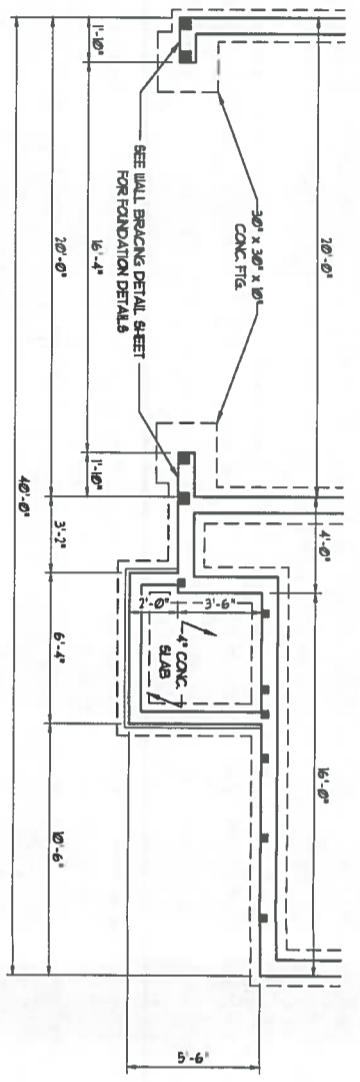 20'-0"
4'-0"
16'-0"
30" x 30" x 10"
CONC. FTG.
3'-6"
2'-0"
4" CONC.
SLAB
SEE WALL BRACING DETAIL SHEET
FOR FOUNDATION DETAILS
1'-10"
16'-4"
1'-10"
20'-0"
3'-2"
6'-4"
10'-6"
40'-0"
5'-6"